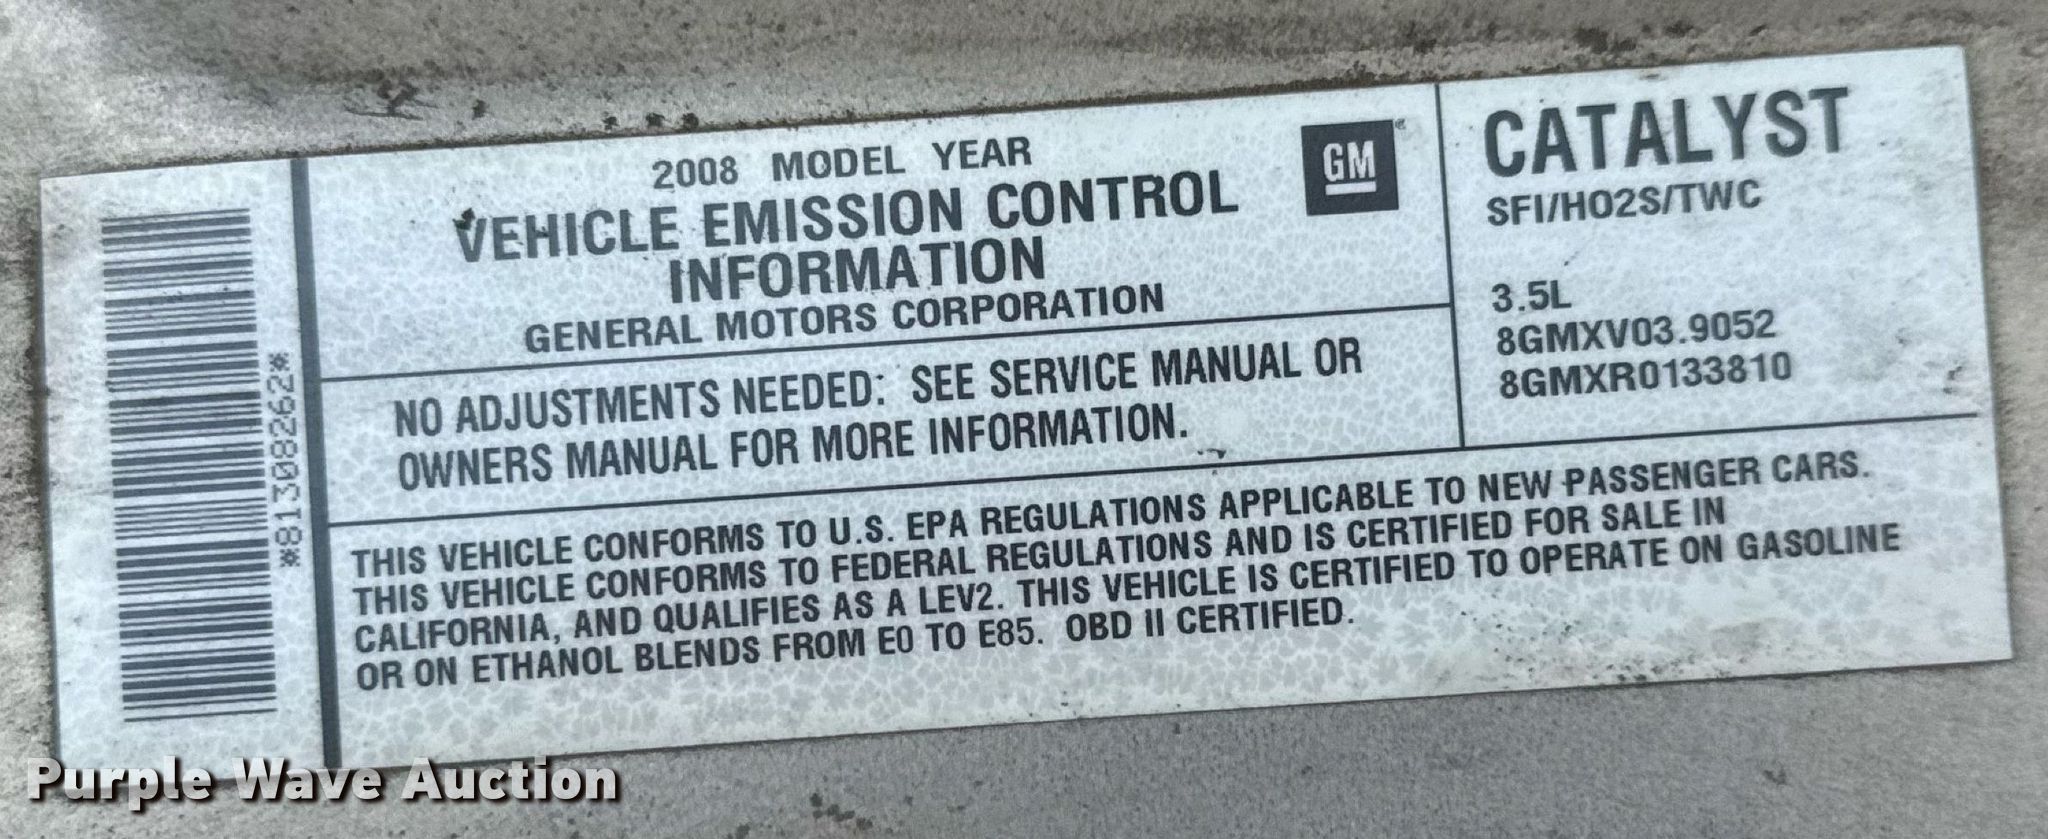 *81308262*
2008 MODEL YEAR
VEHICLE EMISSION CONTROL
INFORMATION
GENERAL MOTORS CORPORATION
GM
NO ADJUSTMENTS NEEDED: SEE SERVICE MANUAL OR
OWNERS MANUAL FOR MORE INFORMATION.
CATALYST
SFI/HO2S/TWC
3.5L
8GMXV03.9052
8GMXR0133810
THIS VEHICLE CONFORMS TO U.S. EPA REGULATIONS APPLICABLE TO NEW PASSENGER CARS.
THIS VEHICLE CONFORMS TO FEDERAL REGULATIONS AND IS CERTIFIED FOR SALE IN
CALIFORNIA, AND QUALIFIES AS A LEV2. THIS VEHICLE IS CERTIFIED TO OPERATE ON GASOLINE
OR ON ETHANOL BLENDS FROM E0 TO E85. OBD II CERTIFIED.
Purple Wave Auction